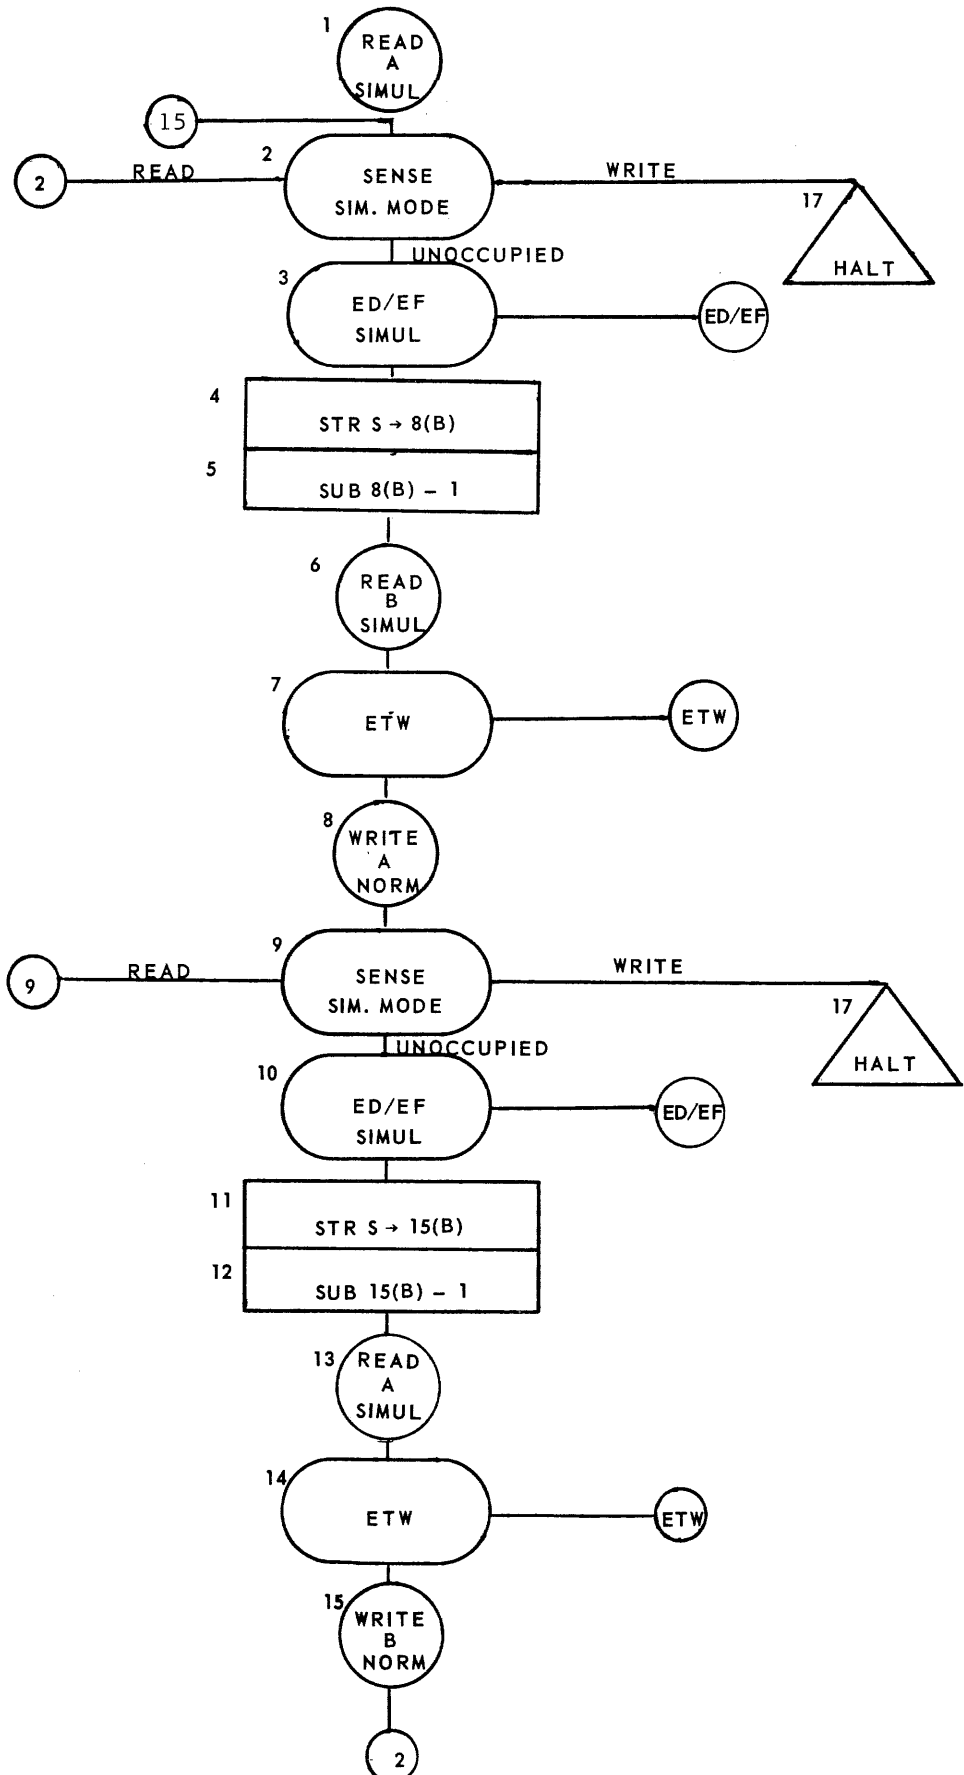 1
READ
A
SIMUL
15
2
READ
2
SENSE
SIM. MODE
WRITE
17
HALT
UNOCCUPIED
3
ED/EF
SIMUL
ED/EF
4
STR S → 8(B)
5
SUB 8(B) – 1
6
READ
B
SIMUL
7
ETW
ETW
8
WRITE
A
NORM
9
READ
9
SENSE
SIM. MODE
WRITE
17
HALT
UNOCCUPIED
10
ED/EF
SIMUL
ED/EF
11
STR S → 15(B)
12
SUB 15(B) – 1
13
READ
A
SIMUL
14
ETW
ETW
15
WRITE
B
NORM
2